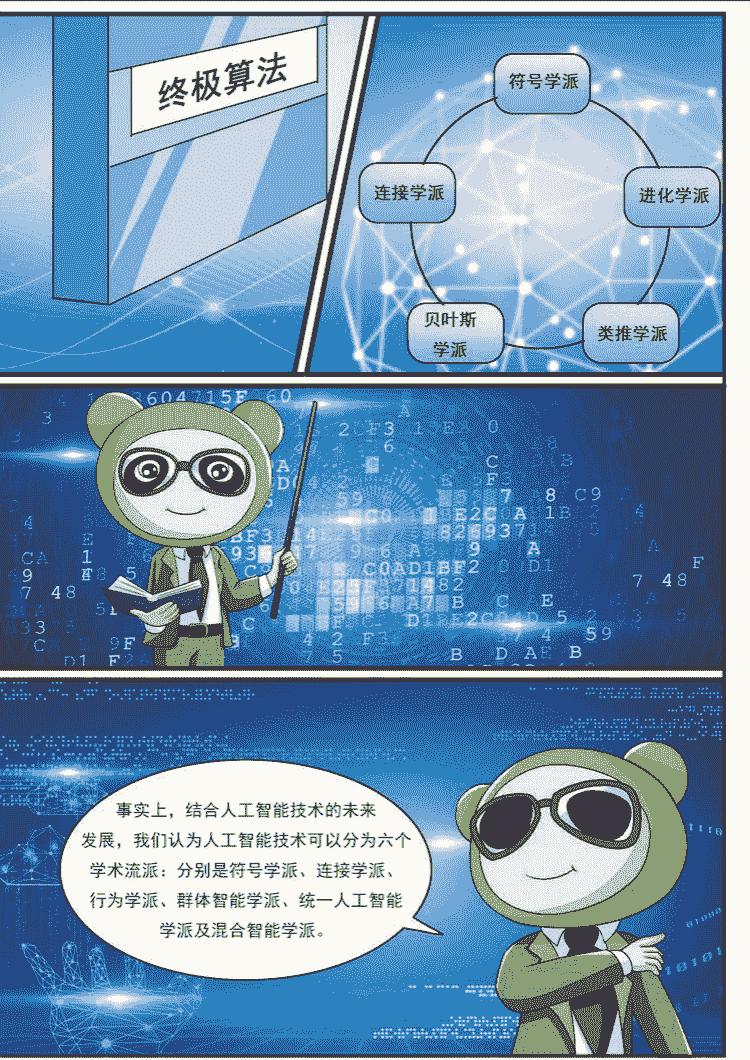 终极算法
符号学派
连接学派
进化学派
贝叶斯
学派
类推学派
事实上，结合人工智能技术的未来
发展，我们认为人工智能技术可以分为六个
学术流派：分别是符号学派、连接学派、
行为学派、群体智能学派、统一人工智能
学派及混合智能学派。